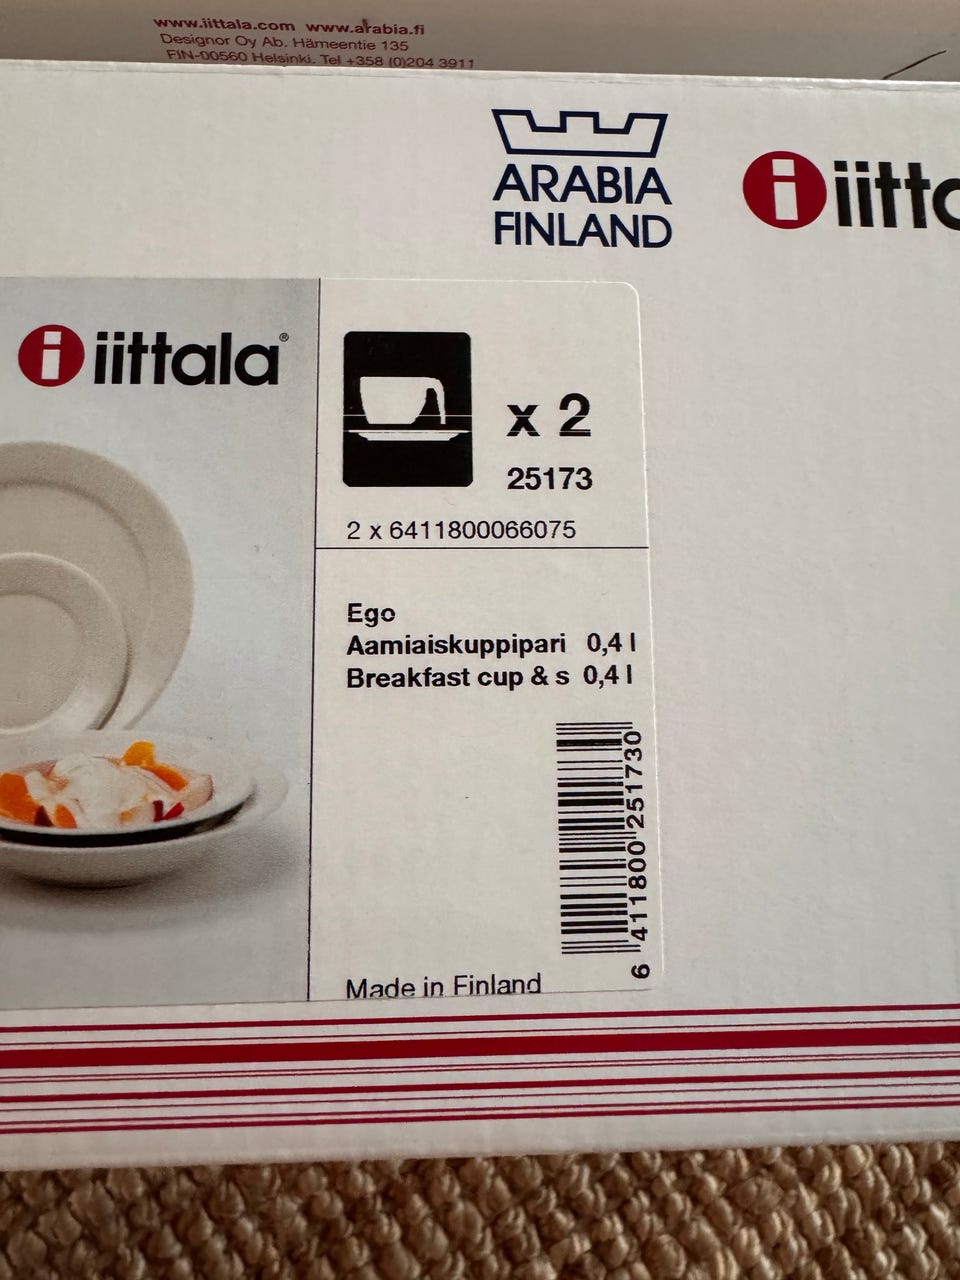 www.iittala.com www.arabia.fi
Designor Oy Ab. Hämeentie 135
FIN-00560 Helsinki. Tel +358 (0)204 3911
ARABIA
FINLAND
i iitta
i iittala®
x 2
25173
2 x 6411800066075
Ego
Aamiaiskuppipari 0,4 l
Breakfast cup & s 0,4 l
6 411800 251730
Made in Finland